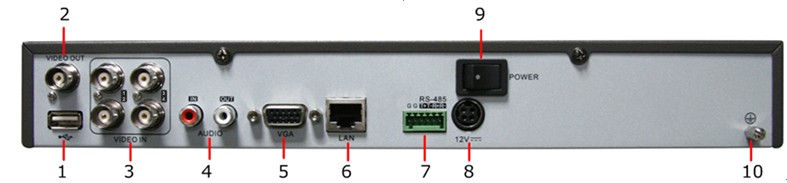 2
9
VIDEO OUT
POWER
IN
OUT
RS-485
G G T+ T- R+ R-
VIDEO IN
AUDIO
VGA
LAN
12V
1
3
4
5
6
7
8
10